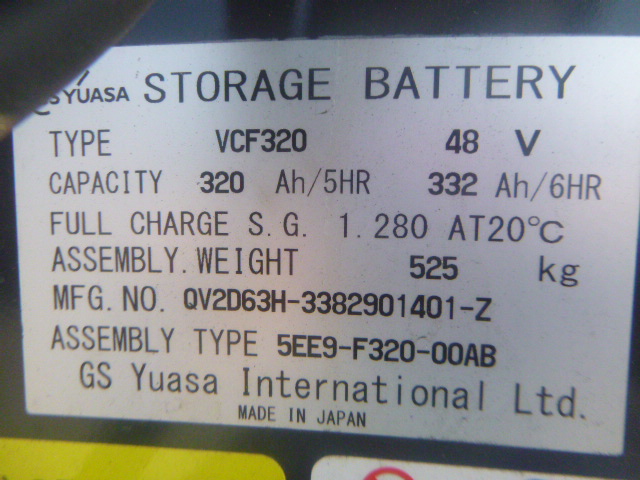 GS YUASA STORAGE BATTERY
TYPE VCF320 48 V
CAPACITY 320 Ah/5HR 332 Ah/6HR
FULL CHARGE S.G. 1.280 AT20℃
ASSEMBLY.WEIGHT 525 kg
MFG.NO. QV2D63H-3382901401-Z
ASSEMBLY TYPE 5EE9-F320-00AB
GS Yuasa International Ltd.
MADE IN JAPAN